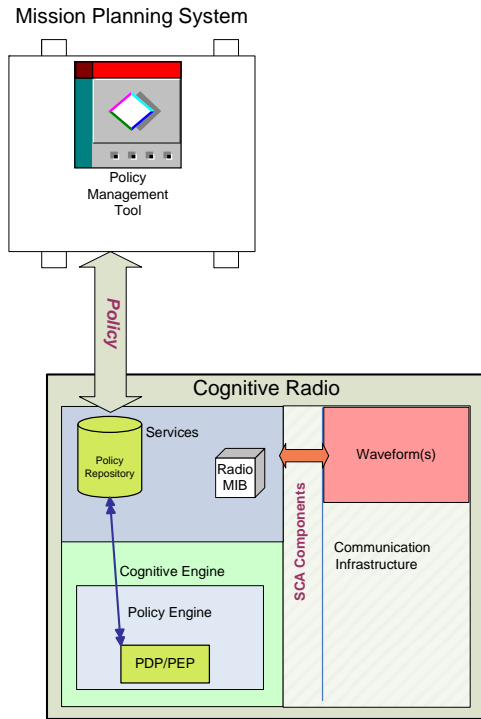 Mission Planning System
Policy
Management
Tool
Policy
Cognitive Radio
Services
Policy
Repository
Radio
MIB
Waveform(s)
SCA Components
Communication
Infrastructure
Cognitive Engine
Policy Engine
PDP/PEP